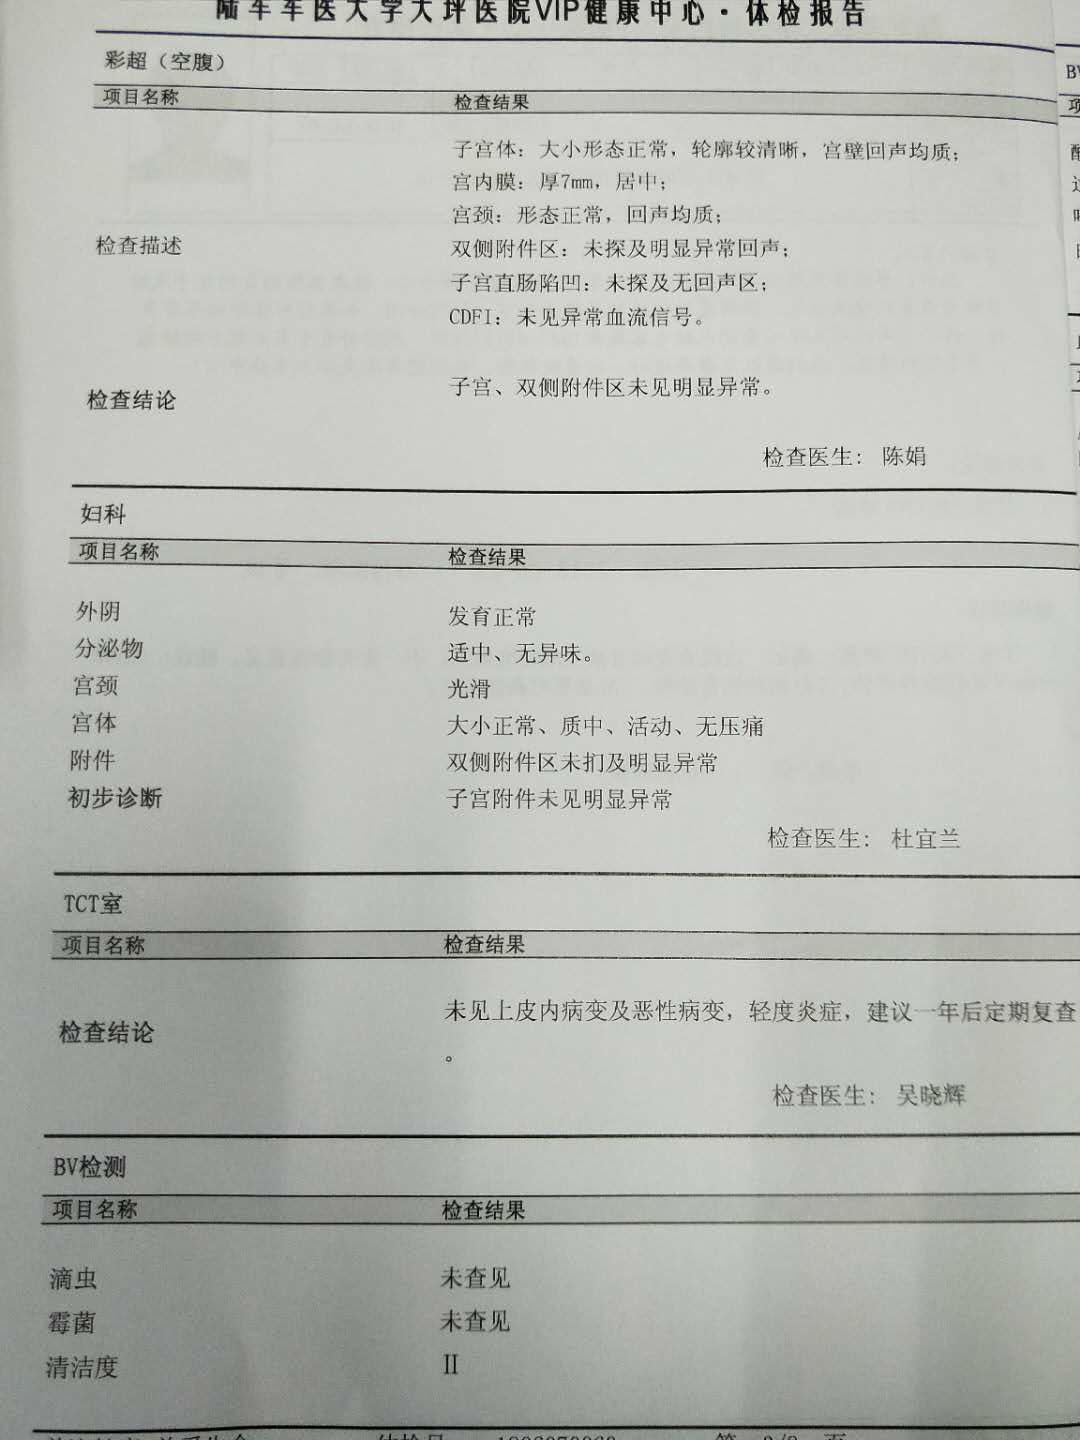 陆军军医大学大坪医院VIP健康中心·体检报告
彩超（空腹）
项目名称 检查结果
检查描述
子宫体：大小形态正常，轮廓较清晰，宫壁回声均质；
宫内膜：厚7mm，居中；
宫颈：形态正常，回声均质；
双侧附件区：未探及明显异常回声；
子宫直肠陷凹：未探及无回声区；
CDFI：未见异常血流信号。
检查结论 子宫、双侧附件区未见明显异常。
检查医生： 陈娟
妇科
项目名称 检查结果
外阴 发育正常
分泌物 适中、无异味。
宫颈 光滑
宫体 大小正常、质中、活动、无压痛
附件 双侧附件区未扪及明显异常
初步诊断 子宫附件未见明显异常
检查医生： 杜宜兰
TCT室
项目名称 检查结果
检查结论 未见上皮内病变及恶性病变，轻度炎症，建议一年后定期复查
。
检查医生： 吴晓辉
BV检测
项目名称 检查结果
滴虫 未查见
霉菌 未查见
清洁度 Ⅱ